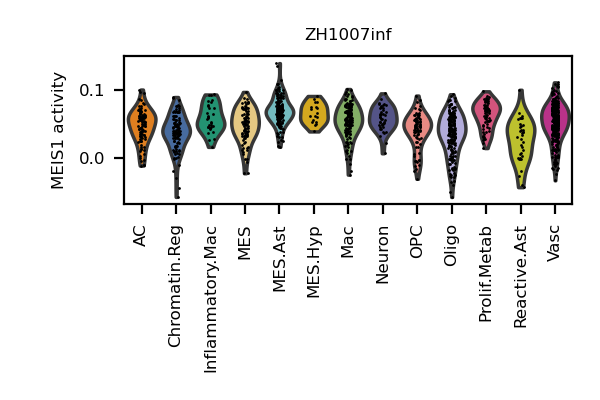 ZH1007inf
MEIS1 activity
0.1
0.0
AC
Chromatin.Reg
Inflammatory.Mac
MES
MES.Ast
MES.Hyp
Mac
Neuron
OPC
Oligo
Prolif.Metab
Reactive.Ast
Vasc